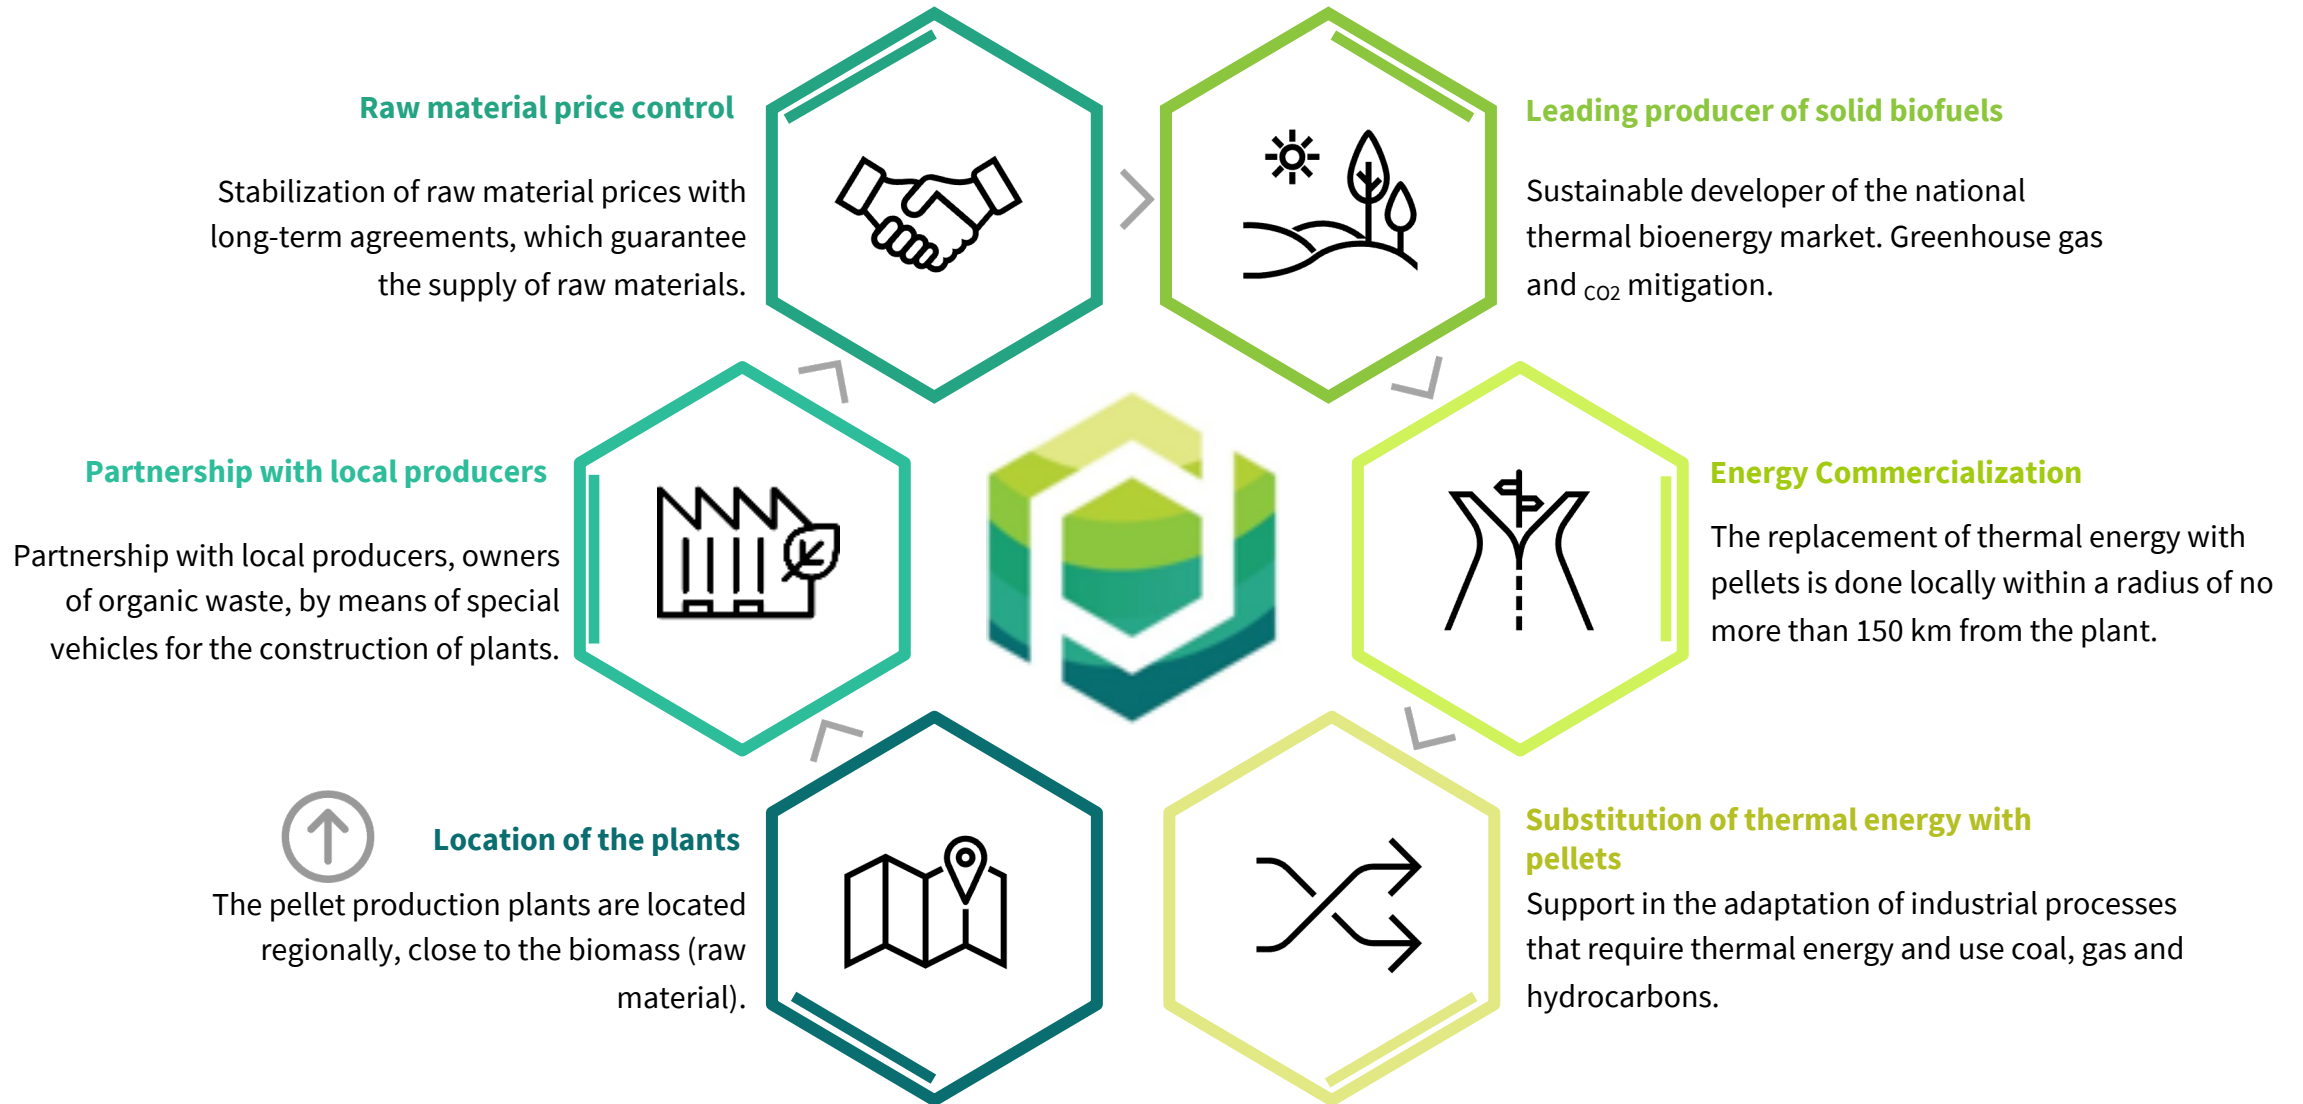 Raw material price control
Stabilization of raw material prices with
long-term agreements, which guarantee
the supply of raw materials.
Leading producer of solid biofuels
Sustainable developer of the national
thermal bioenergy market. Greenhouse gas
and CO2 mitigation.
Partnership with local producers
Partnership with local producers, owners
of organic waste, by means of special
vehicles for the construction of plants.
Energy Commercialization
The replacement of thermal energy with
pellets is done locally within a radius of no
more than 150 km from the plant.
Location of the plants
The pellet production plants are located
regionally, close to the biomass (raw
material).
Substitution of thermal energy with
pellets
Support in the adaptation of industrial processes
that require thermal energy and use coal, gas and
hydrocarbons.